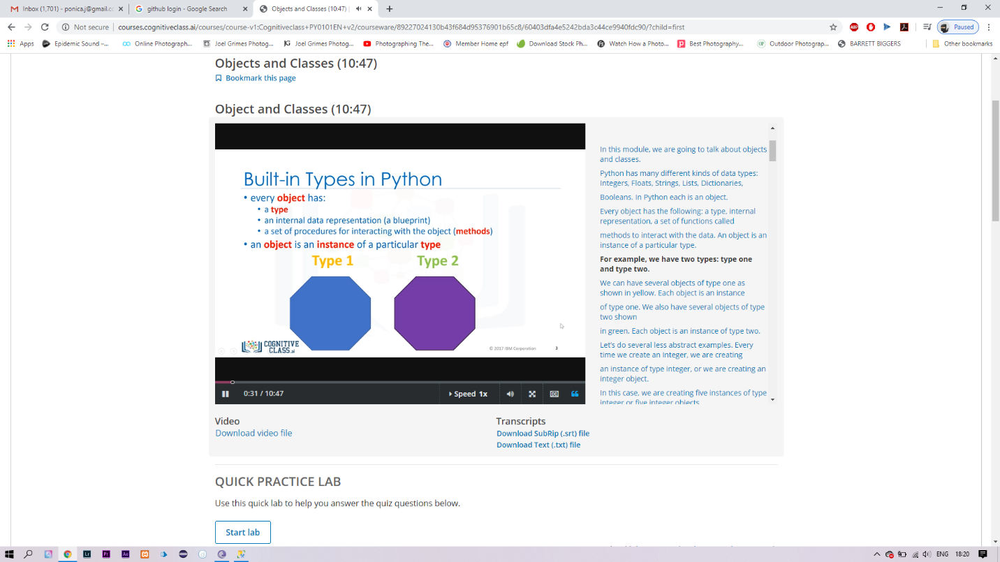 Inbox (1,701) - ponica.j@gmail.co
github login - Google Search
Objects and Classes (10:47) |
Not secure
courses.cognitiveclass.ai/courses/course-v1:Cognitiveclass+PY0101EN+v2/courseware/89227024130b43f684d95376901b65c8/60403dfa4e5242bda3c44ce9940fdc90/?child=first
ABP
Paused
Apps
Epidemic Sound –...
Online Photograph...
Joel Grimes Photog...
Joel Grimes Photog...
Photographing The...
Member Home epf
Download Stock Ph...
Watch How a Photo...
Best Photography...
Outdoor Photograp...
BARRETT BIGGERS
Other bookmarks
Objects and Classes (10:47)
Bookmark this page
Object and Classes (10:47)
Built-in Types in Python
• every object has:
• a type
• an internal data representation (a blueprint)
• a set of procedures for interacting with the object (methods)
• an object is an instance of a particular type
Type 1
Type 2
COGNITIVE
CLASS.ai
© 2017 IBM Corporation
3
0:31 / 10:47
Speed 1x
CC
In this module, we are going to talk about objects
and classes.
Python has many different kinds of data types:
Integers, Floats, Strings, Lists, Dictionaries,
Booleans. In Python each is an object.
Every object has the following: a type, internal
representation, a set of functions called
methods to interact with the data. An object is an
instance of a particular type.
For example, we have two types: type one
and type two.
We can have several objects of type one as
shown in yellow. Each object is an instance
of type one. We also have several objects of type
two shown
in green. Each object is an instance of type two.
Let's do several less abstract examples. Every
time we create an Integer, we are creating
an instance of type integer, or we are creating an
integer object.
In this case, we are creating five instances of type
integer or five integer objects
Video
Download video file
Transcripts
Download SubRip (.srt) file
Download Text (.txt) file
QUICK PRACTICE LAB
Use this quick lab to help you answer the quiz questions below.
Start lab
Lr
Pr
Ae
ENG
18:20